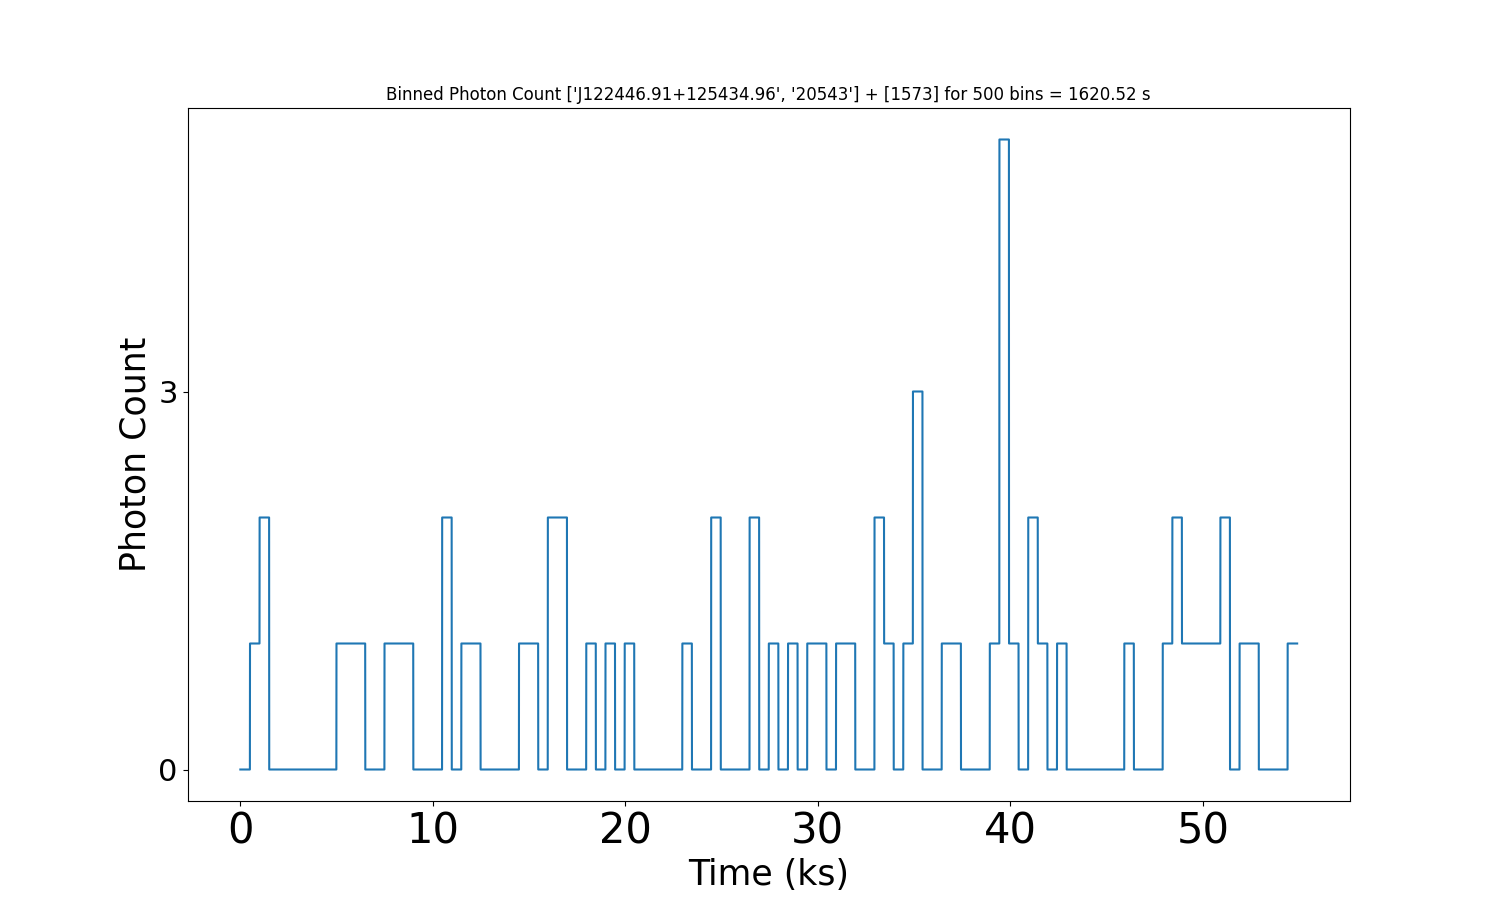 Binned Photon Count ['J122446.91+125434.96', '20543'] + [1573] for 500 bins = 1620.52 s
Photon Count
3
0
0 10 20 30 40 50
Time (ks)